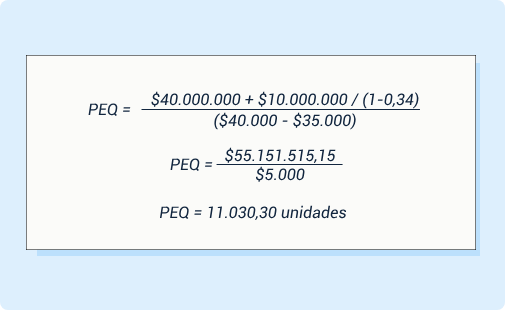 PEQ = $40.000.000 + $10.000.000 / (1-0,34)
($40.000 - $35.000)
PEQ = $55.151.515,15
$5.000
PEQ = 11.030,30 unidades